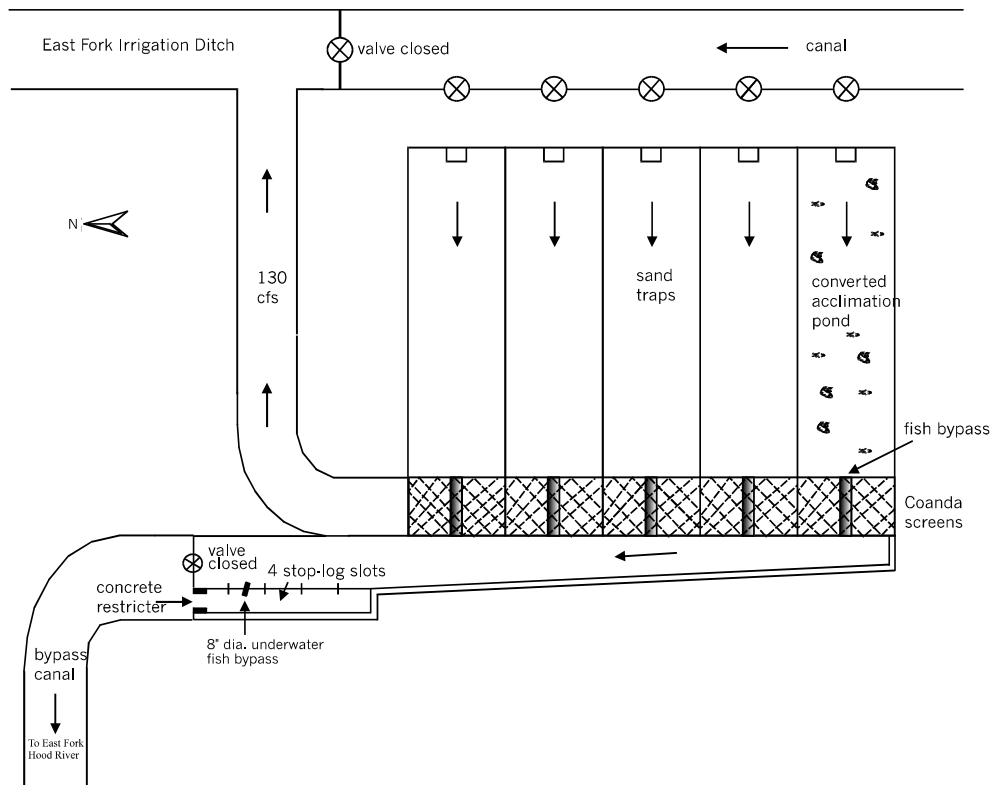 East Fork Irrigation Ditch
valve closed
canal
N
130
cfs
sand
traps
converted
acclimation
pond
fish bypass
Coanda
screens
valve
closed
4 stop-log slots
concrete
restricter
8" dia. underwater
fish bypass
bypass
canal
To East Fork
Hood River